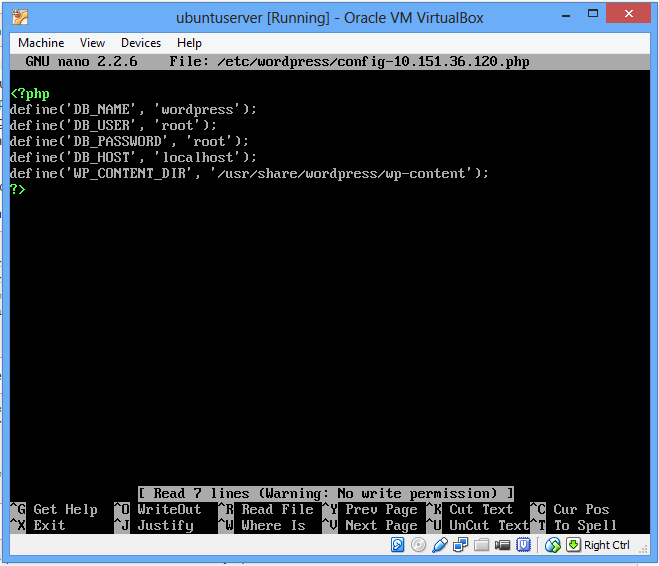 ubuntuserver [Running] - Oracle VM VirtualBox
Machine View Devices Help
GNU nano 2.2.6 File: /etc/wordpress/config-10.151.36.120.php
<?php
define('DB_NAME', 'wordpress');
define('DB_USER', 'root');
define('DB_PASSWORD', 'root');
define('DB_HOST', 'localhost');
define('WP_CONTENT_DIR', '/usr/share/wordpress/wp-content');
?>
[ Read 7 lines (Warning: No write permission) ]
^G Get Help ^O WriteOut ^R Read File ^Y Prev Page ^K Cut Text ^C Cur Pos
^X Exit ^J Justify ^W Where Is ^V Next Page ^U UnCut Text ^T To Spell
Right Ctrl